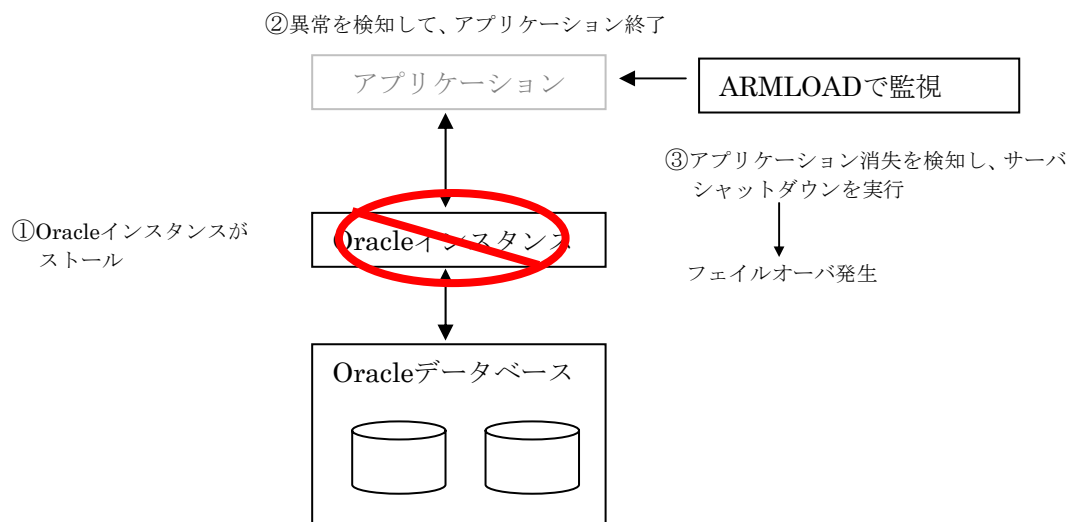 ②異常を検知して、アプリケーション終了
アプリケーション
ARMLOADで監視
③アプリケーション消失を検知し、サーバ
シャットダウンを実行
①Oracleインスタンスが
ストール
Oracleインスタンス
フェイルオーバ発生
Oracleデータベース